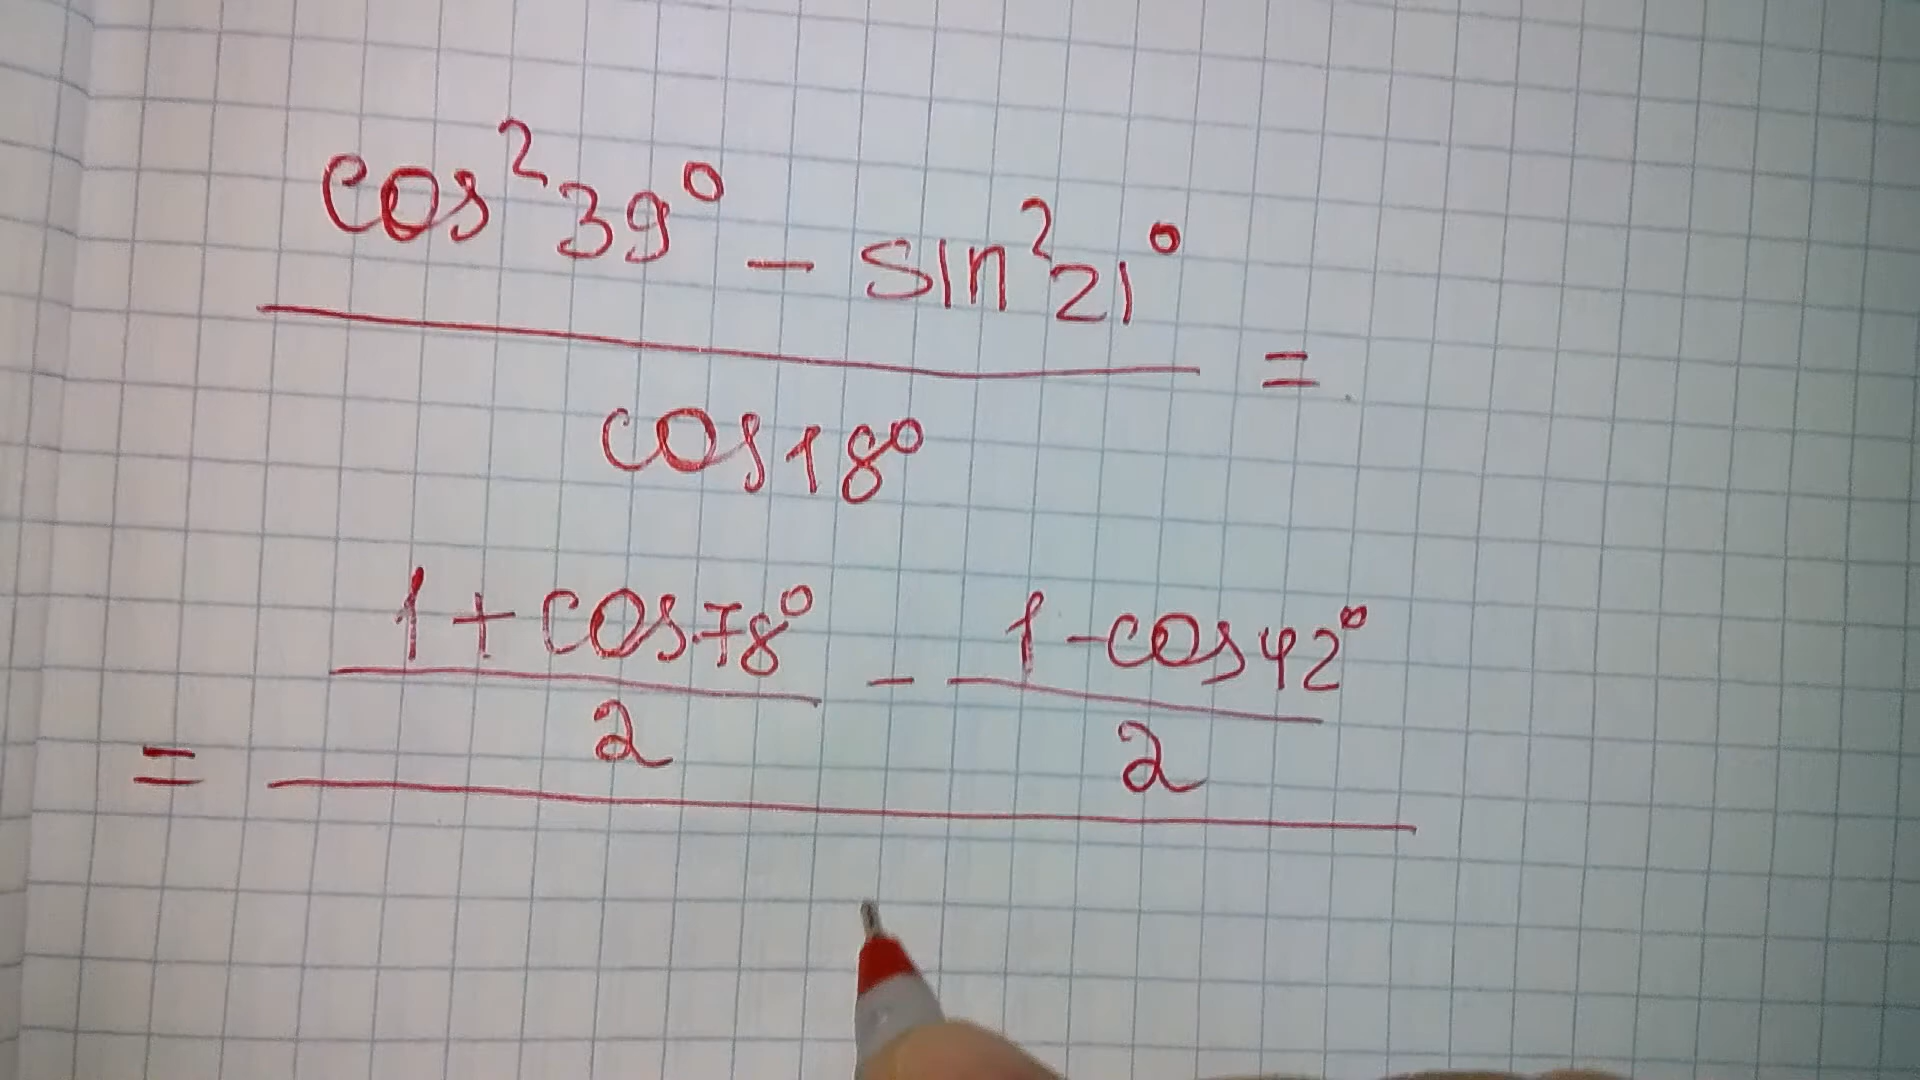 cos²39° - sin²21°
=
cos18°
1 + cos78° - 1 - cos42°
2 2
=